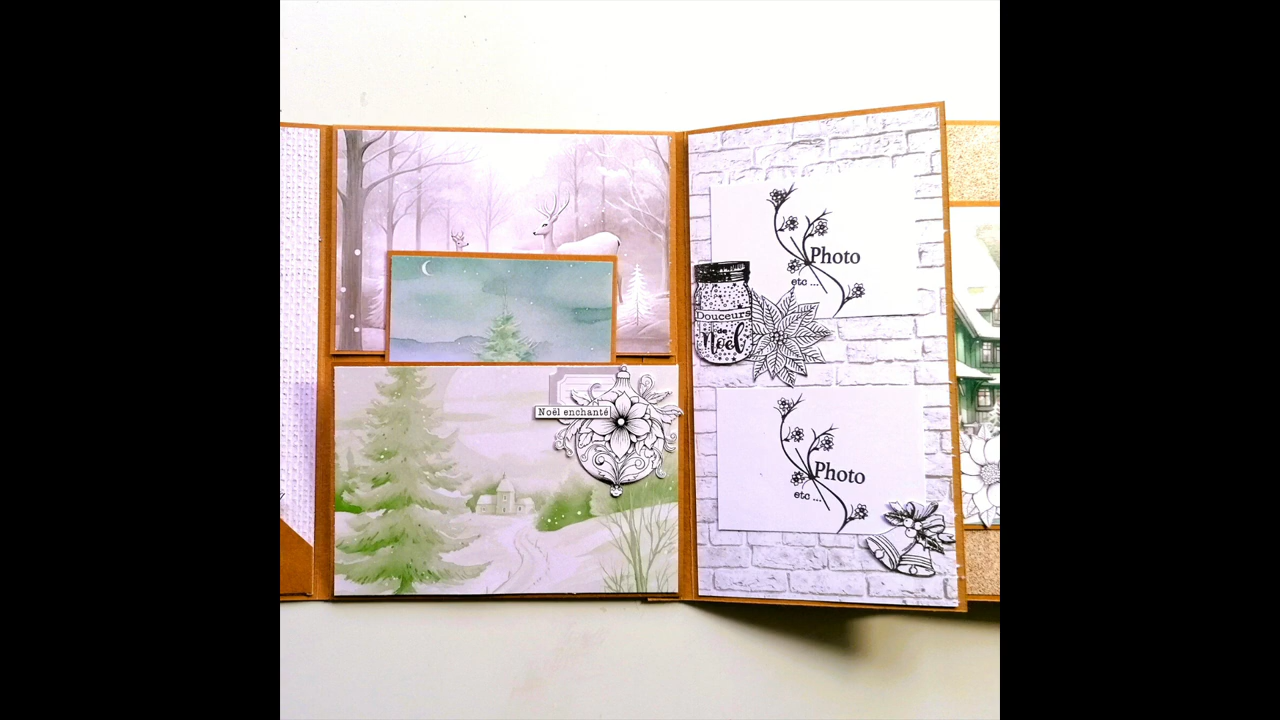 Noël enchanté
Photo
etc ...
Douceurs
de
Noël
Photo
etc ...